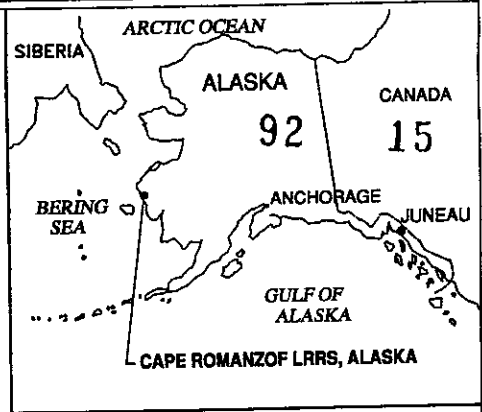 ARCTIC OCEAN
SIBERIA
ALASKA
CANADA
92
15
ANCHORAGE
BERING
SEA
JUNEAU
GULF OF
ALASKA
CAPE ROMANZOF LRRS, ALASKA